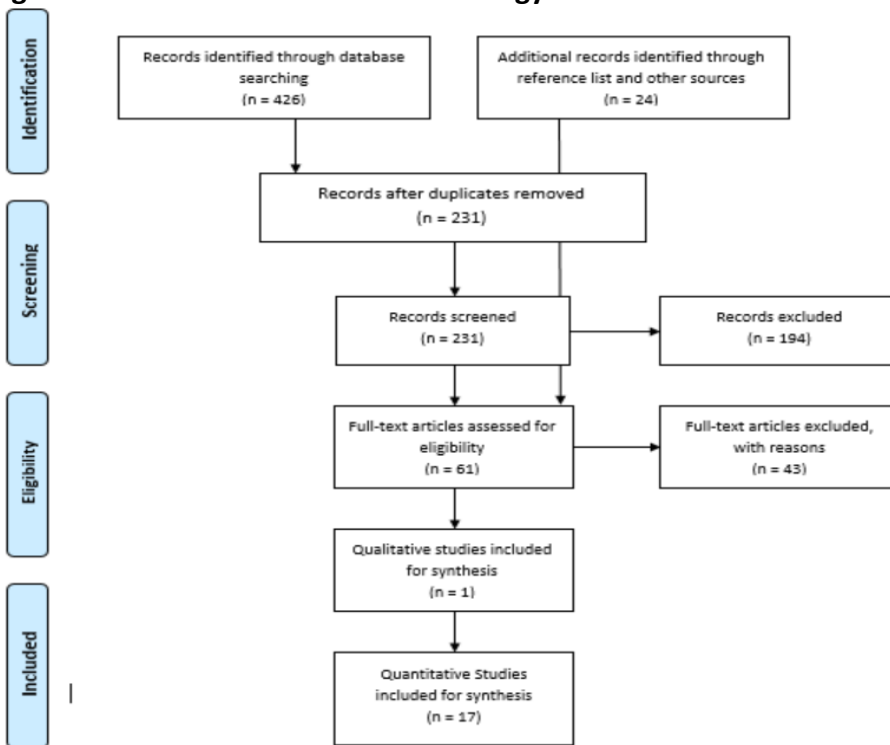 Identification
Records identified through database
searching
(n = 426)
Additional records identified through
reference list and other sources
(n = 24)
Records after duplicates removed
(n = 231)
Screening
Records screened
(n = 231)
Records excluded
(n = 194)
Eligibility
Full-text articles assessed for
eligibility
(n = 61)
Full-text articles excluded,
with reasons
(n = 43)
Qualitative studies included
for synthesis
(n = 1)
Included
Quantitative Studies
included for synthesis
(n = 17)